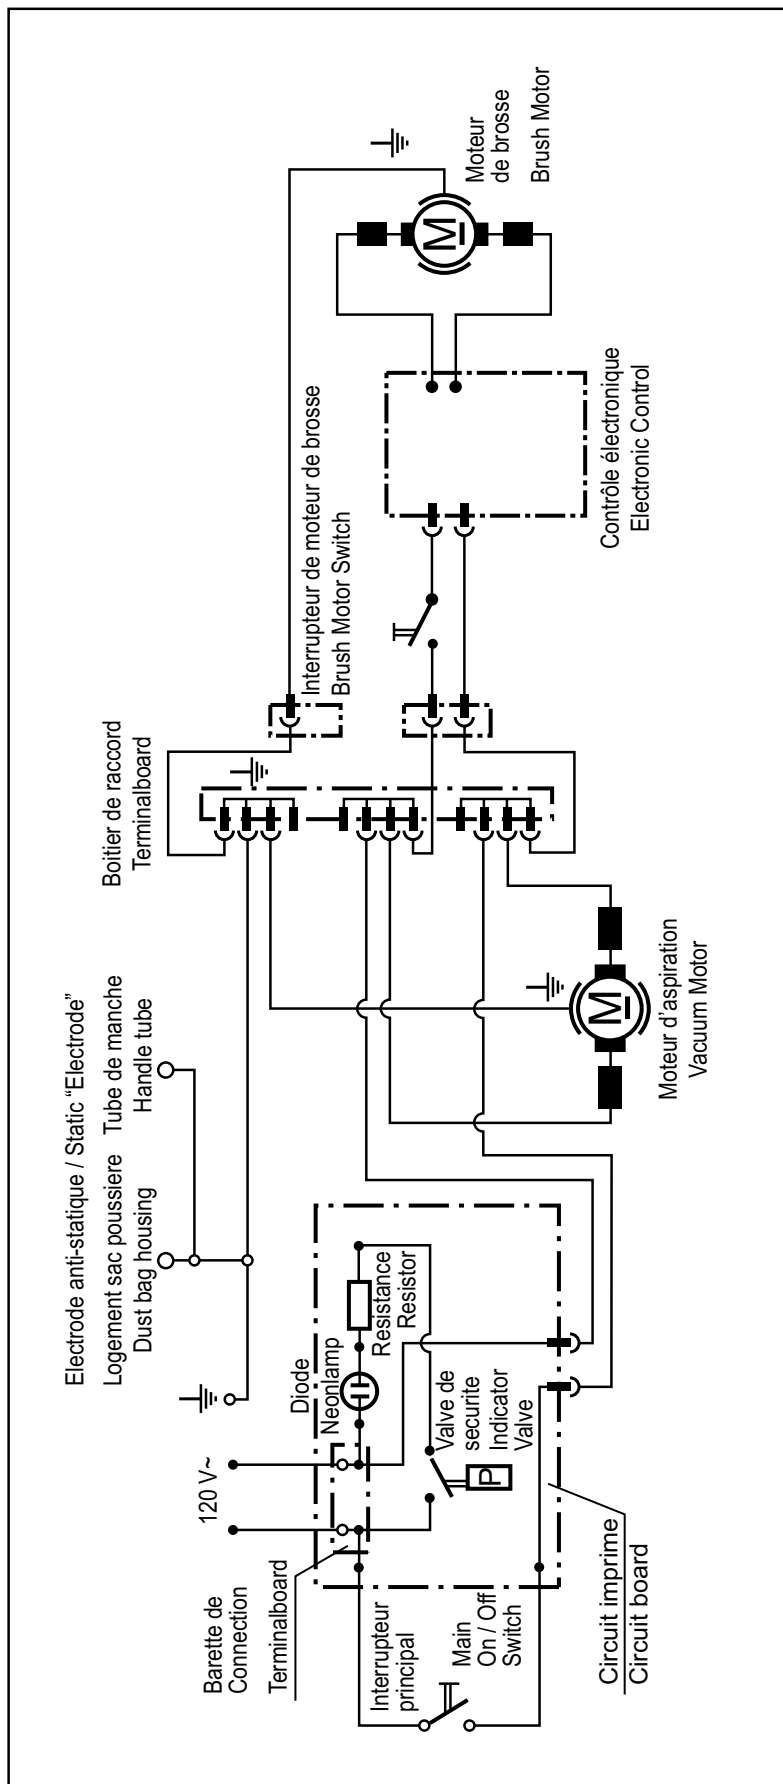 Electrode anti-statique / Static “Electrode”
Logement sac poussiere
Dust bag housing
Tube de manche
Handle tube
Boitier de raccord
Terminalboard
120 V~
Barette de
Connection
Terminalboard
Diode
Neonlamp
Resistance
Resistor
Interrupteur
principal
Main
On / Off
Switch
Valve de
securite
Indicator
Valve
P
Circuit imprime
Circuit board
Moteur d’aspiration
Vacuum Motor
M
Interrupteur de moteur de brosse
Brush Motor Switch
Contrôle électronique
Electronic Control
Moteur
de brosse
Brush Motor
M